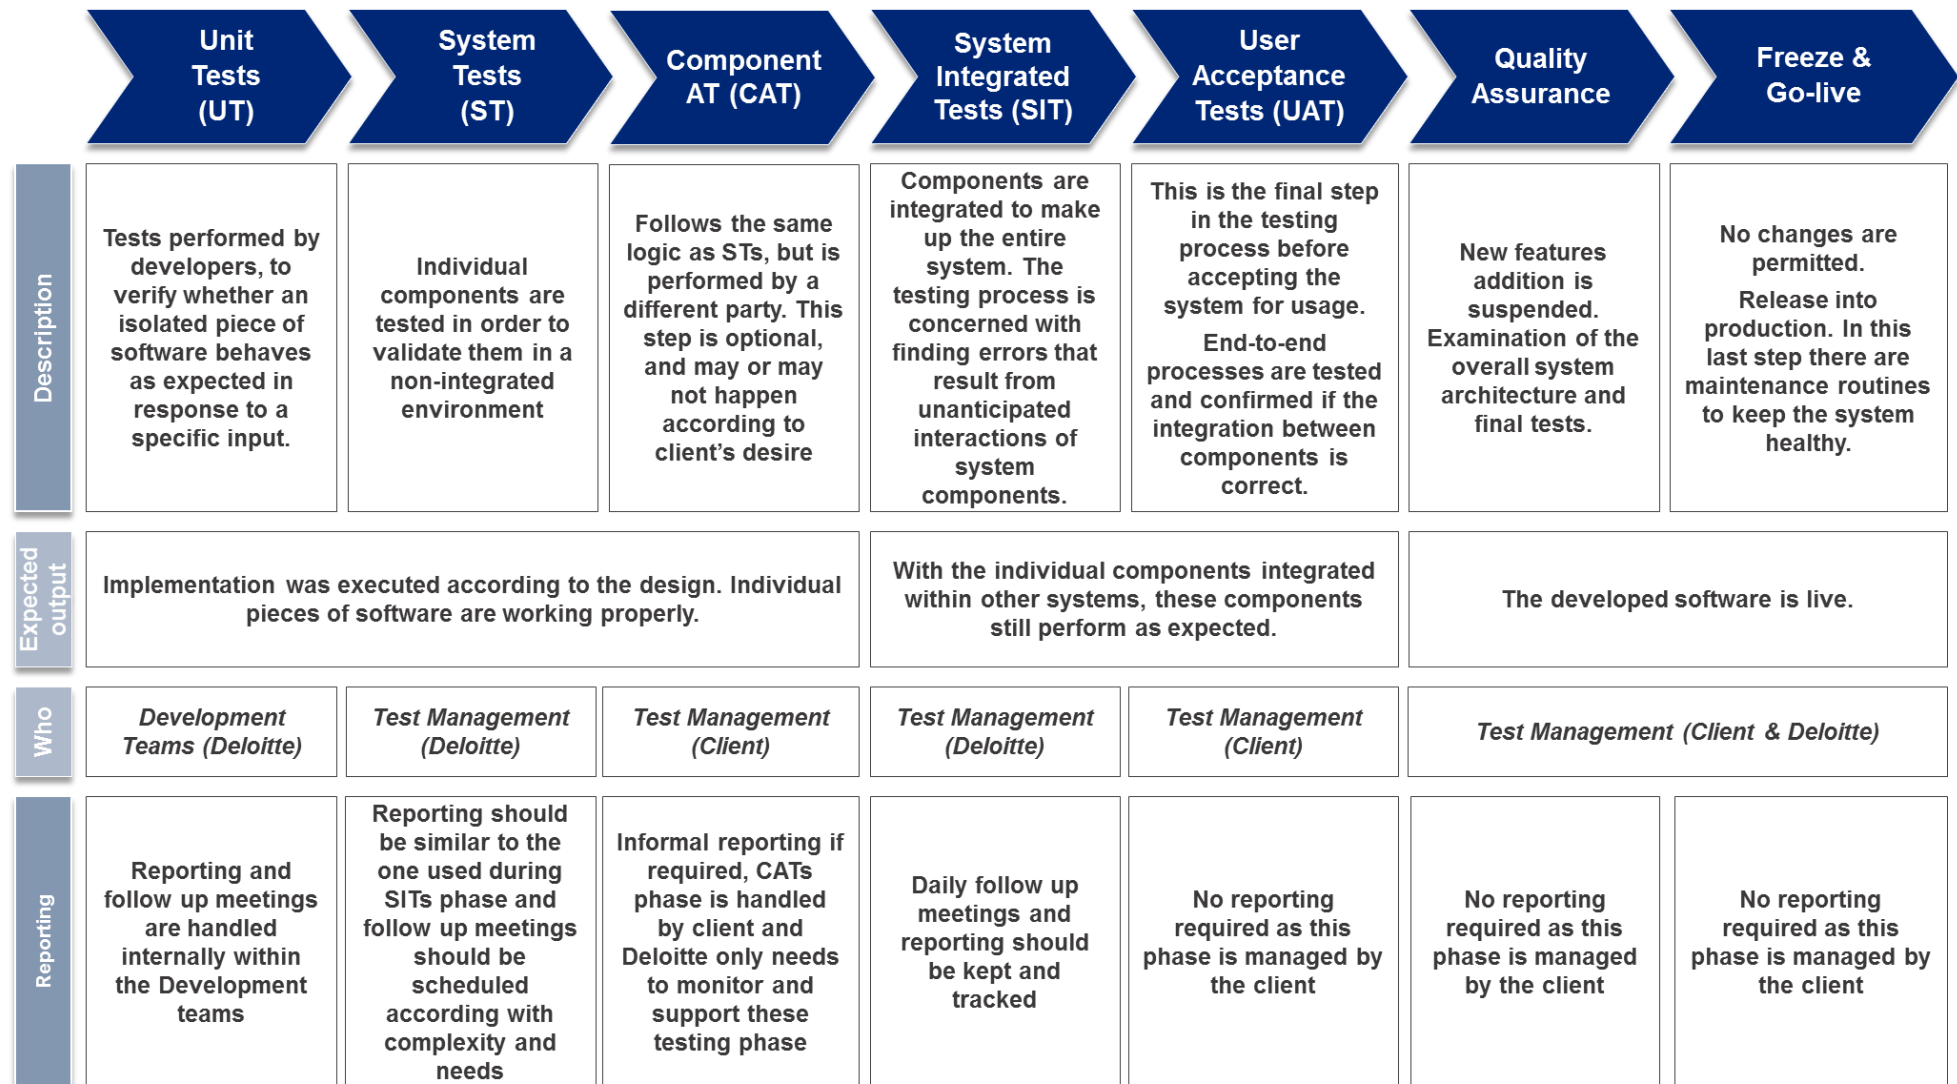 Unit
Tests
(UT)
System
Tests
(ST)
Component
AT (CAT)
System
Integrated
Tests (SIT)
User
Acceptance
Tests (UAT)
Quality
Assurance
Freeze &
Go-live
Description
Tests performed by
developers, to
verify whether an
isolated piece of
software behaves
as expected in
response to a
specific input.
Individual
components are
tested in order to
validate them in a
non-integrated
environment
Follows the same
logic as STs, but is
performed by a
different party. This
step is optional,
and may or may
not happen
according to
client’s desire
Components are
integrated to make
up the entire
system. The
testing process is
concerned with
finding errors that
result from
unanticipated
interactions of
system
components.
This is the final step
in the testing
process before
accepting the
system for usage.
End-to-end
processes are tested
and confirmed if the
integration between
components is
correct.
New features
addition is
suspended.
Examination of the
overall system
architecture and
final tests.
No changes are
permitted.
Release into
production. In this
last step there are
maintenance routines
to keep the system
healthy.
Expected
output
Implementation was executed according to the design. Individual
pieces of software are working properly.
With the individual components integrated
within other systems, these components
still perform as expected.
The developed software is live.
Who
Development
Teams (Deloitte)
Test Management
(Deloitte)
Test Management
(Client)
Test Management
(Deloitte)
Test Management
(Client)
Test Management (Client & Deloitte)
Reporting
Reporting and
follow up meetings
are handled
internally within
the Development
teams
Reporting should
be similar to the
one used during
SITs phase and
follow up meetings
should be
scheduled
according with
complexity and
needs
Informal reporting if
required, CATs
phase is handled
by client and
Deloitte only needs
to monitor and
support these
testing phase
Daily follow up
meetings and
reporting should
be kept and
tracked
No reporting
required as this
phase is managed by
the client
No reporting
required as this
phase is managed
by the client
No reporting
required as this
phase is managed by
the client